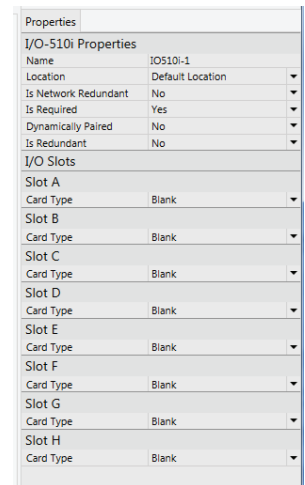 Properties
I/O-510i Properties
Name IO510i-1
Location Default Location
Is Network Redundant No
Is Required Yes
Dynamically Paired No
Is Redundant No
I/O Slots
Slot A
Card Type Blank
Slot B
Card Type Blank
Slot C
Card Type Blank
Slot D
Card Type Blank
Slot E
Card Type Blank
Slot F
Card Type Blank
Slot G
Card Type Blank
Slot H
Card Type Blank